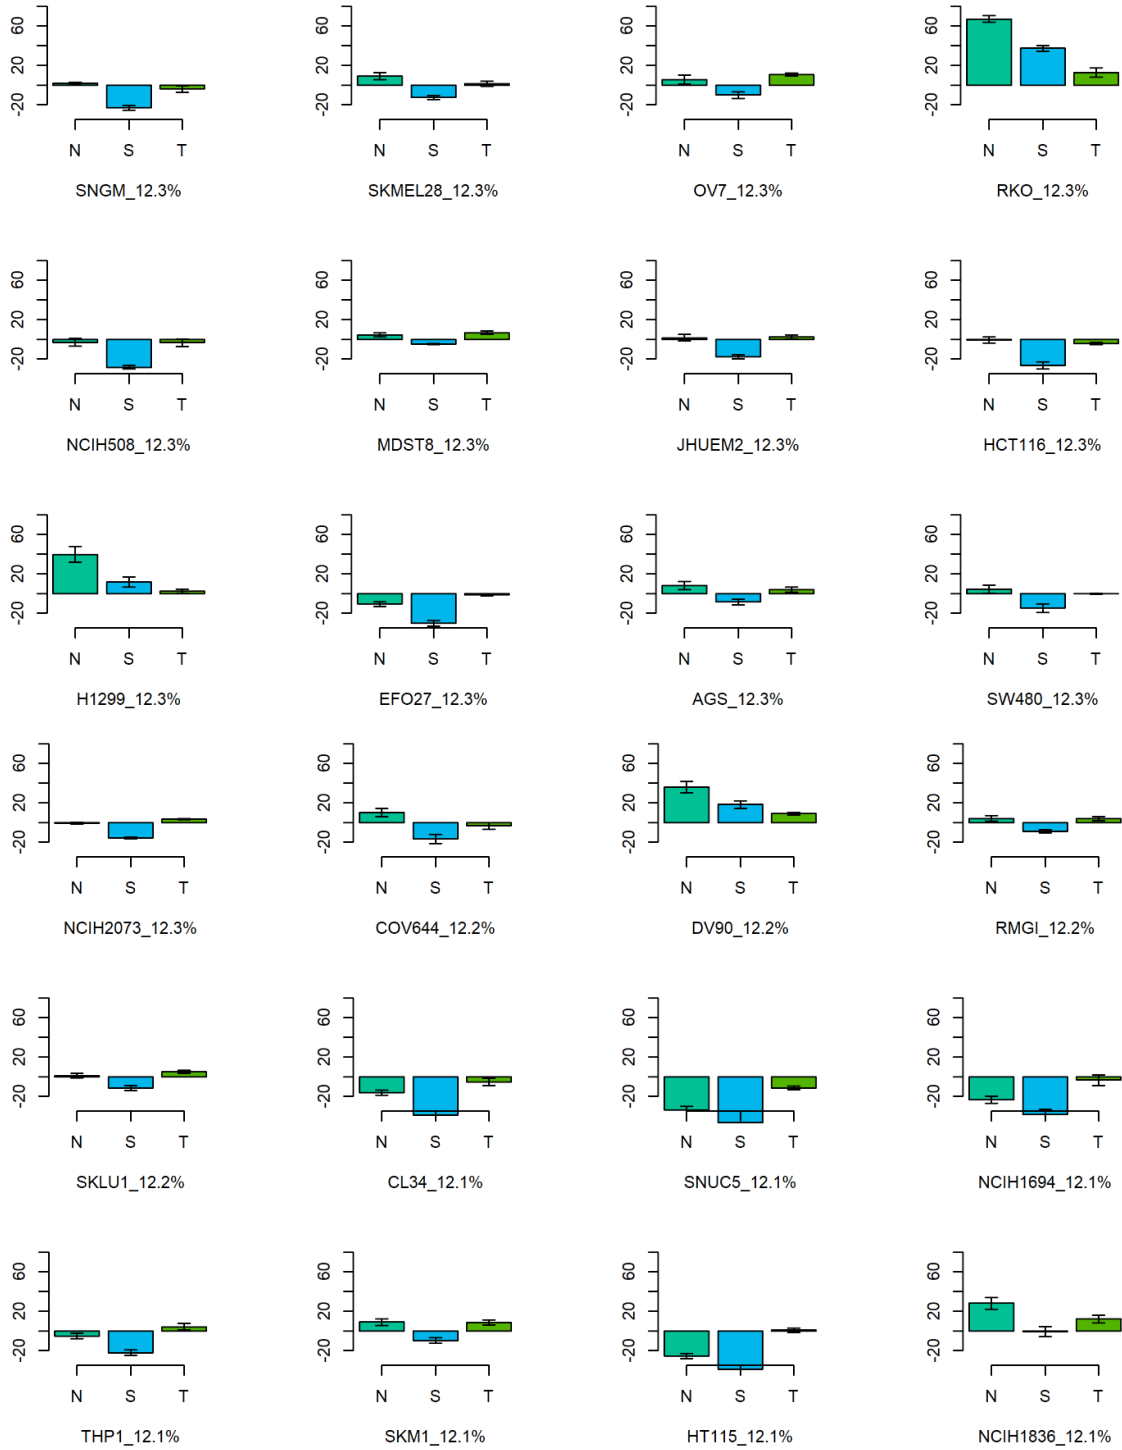 60 60 60 60
20 20 20 20
-20 -20 -20 -20
N S T N S T N S T N S T
SNGM_12.3% SKMEL28_12.3% OV7_12.3% RKO_12.3%
60 60 60 60
20 20 20 20
-20 -20 -20 -20
N S T N S T N S T N S T
NCIH508_12.3% MDST8_12.3% JHUEM2_12.3% HCT116_12.3%
60 60 60 60
20 20 20 20
-20 -20 -20 -20
N S T N S T N S T N S T
H1299_12.3% EFO27_12.3% AGS_12.3% SW480_12.3%
60 60 60 60
20 20 20 20
-20 -20 -20 -20
N S T N S T N S T N S T
NCIH2073_12.3% COV644_12.2% DV90_12.2% RMGI_12.2%
60 60 60 60
20 20 20 20
-20 -20 -20 -20
N S T N S T N S T N S T
SKLU1_12.2% CL34_12.1% SNUC5_12.1% NCIH1694_12.1%
60 60 60 60
20 20 20 20
-20 -20 -20 -20
N S T N S T N S T N S T
THP1_12.1% SKM1_12.1% HT115_12.1% NCIH1836_12.1%